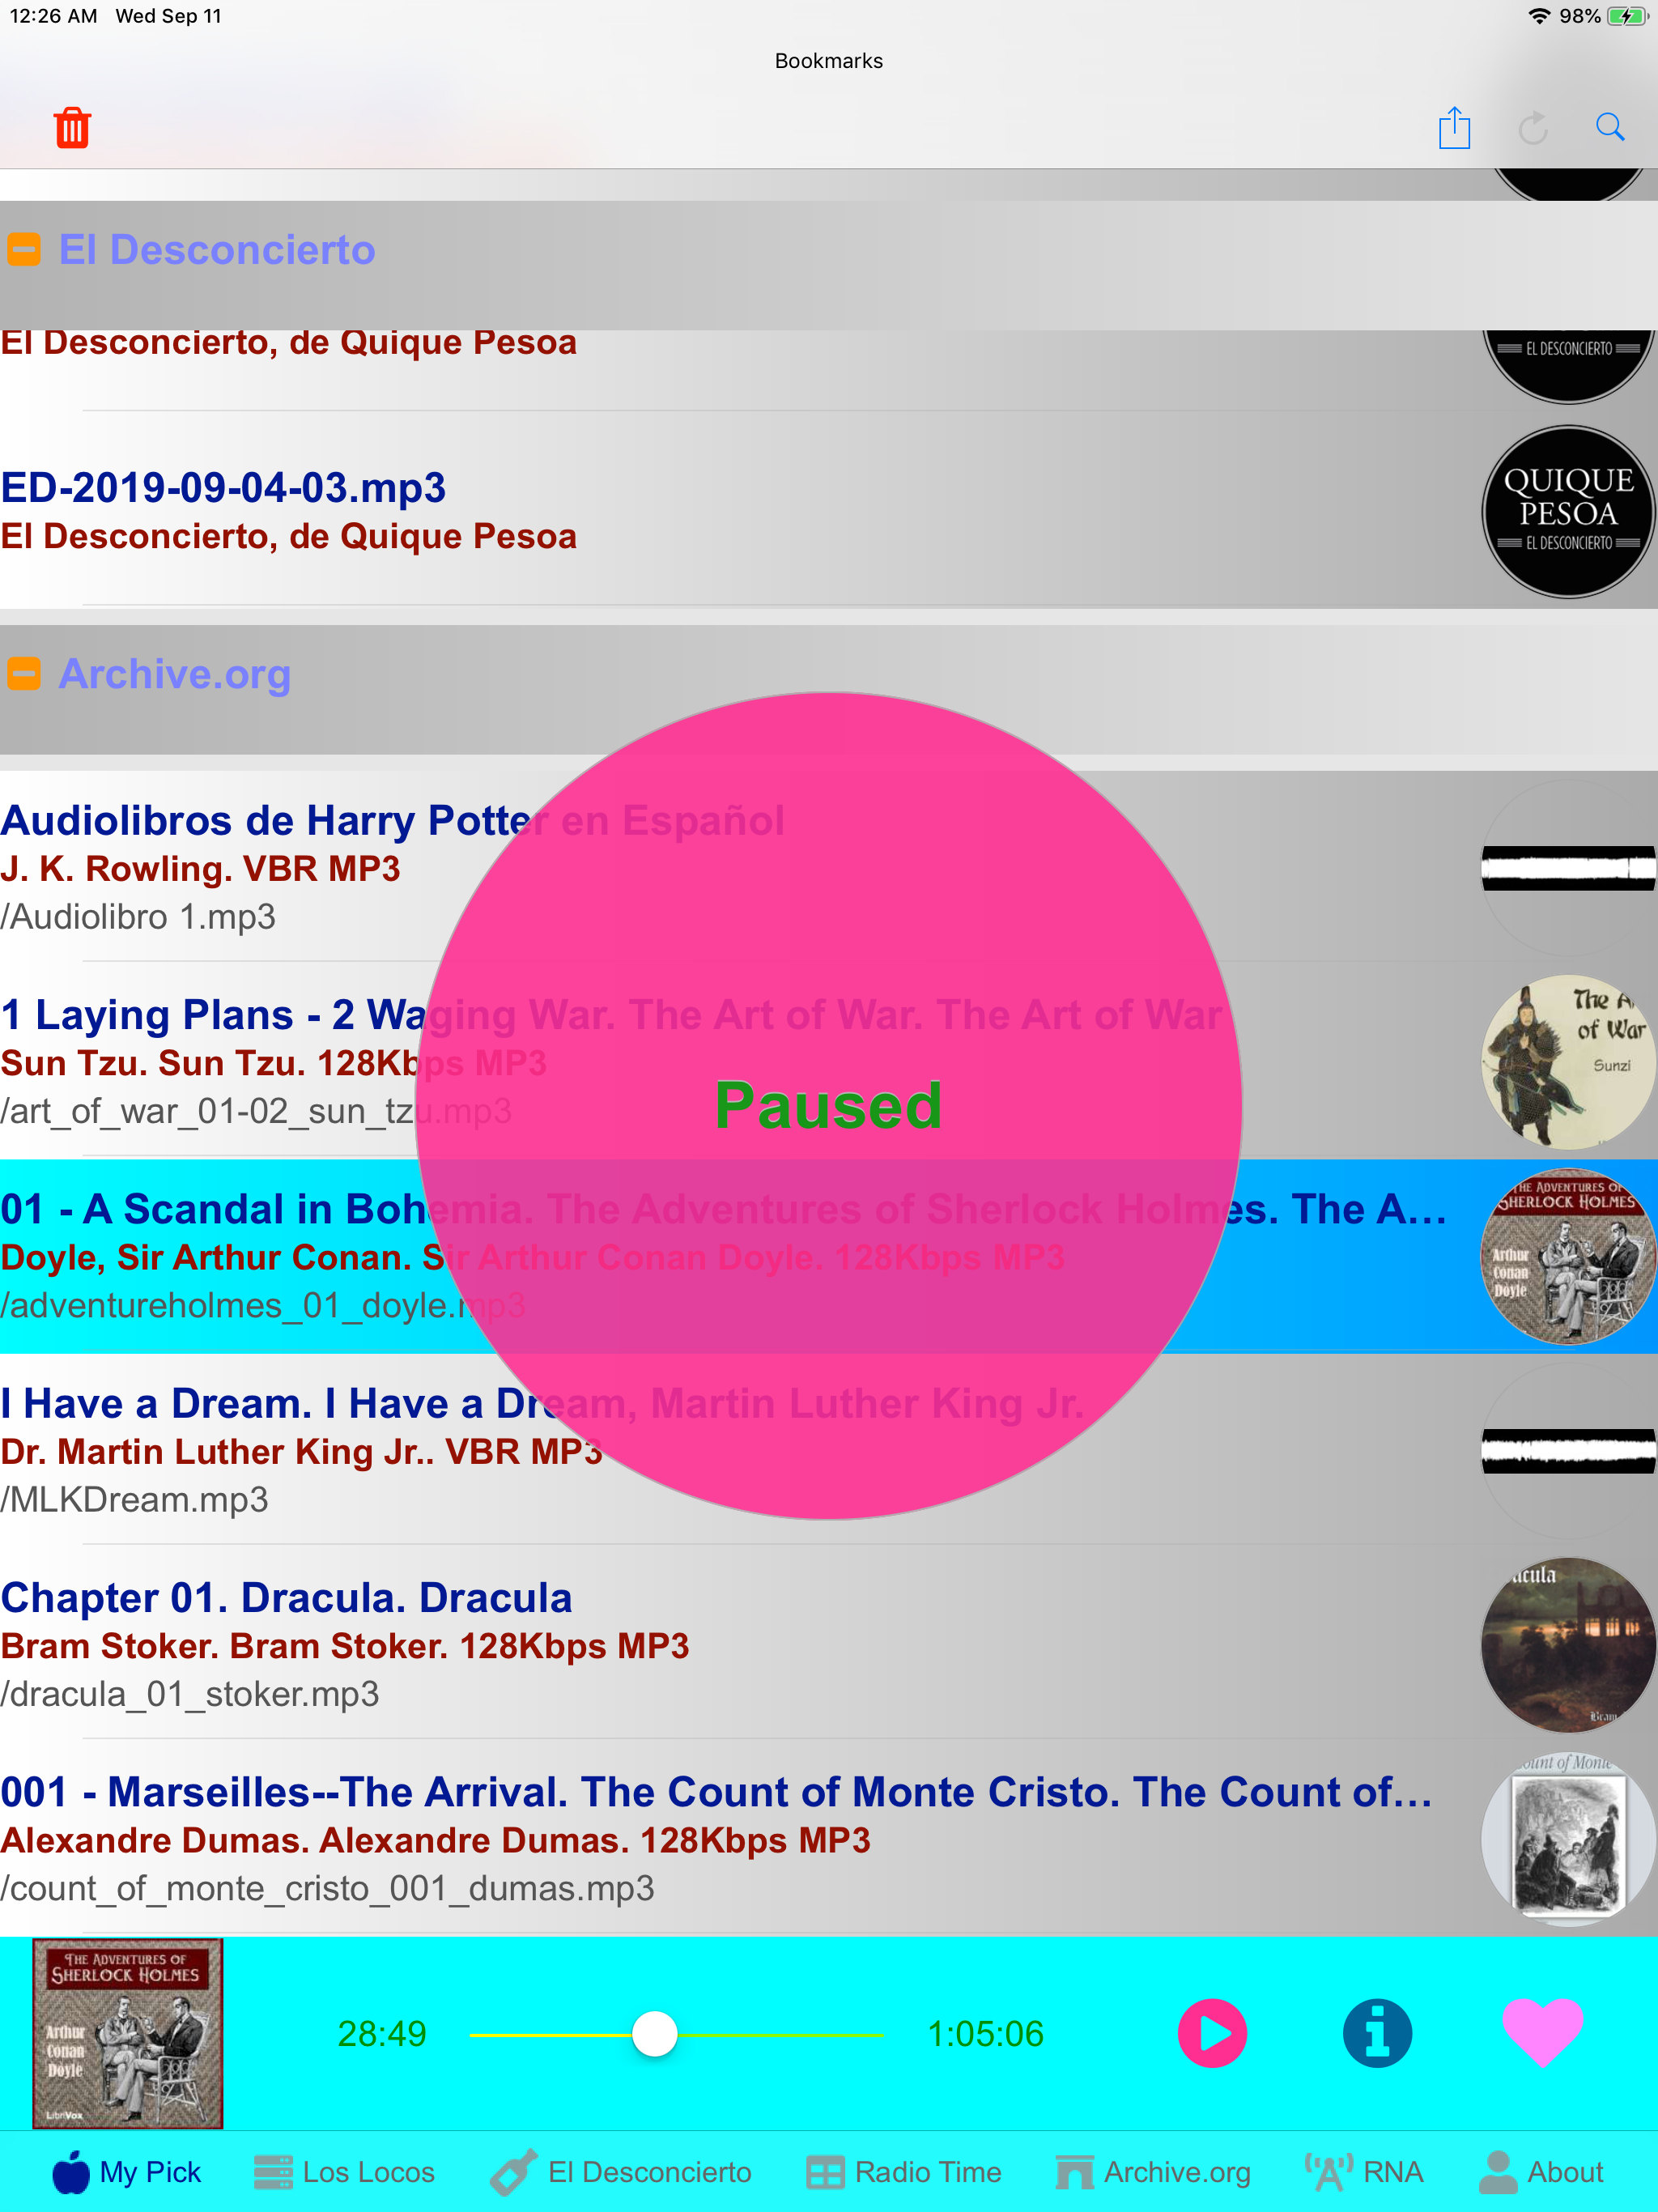 12:26 AM Wed Sep 11
98%
Bookmarks
El Desconcierto
El Desconcierto, de Quique Pesoa
EL DESCONCIERTO
ED-2019-09-04-03.mp3
El Desconcierto, de Quique Pesoa
QUIQUE
PESOA
EL DESCONCIERTO
Archive.org
Audiolibros de Harry Potter en Español
J. K. Rowling. VBR MP3
/Audiolibro 1.mp3
1 Laying Plans - 2 Waging War. The Art of War. The Art of War
Sun Tzu. Sun Tzu. 128Kbps MP3
/art_of_war_01-02_sun_tzu.mp3
The A
of War
Sunzi
Paused
01 - A Scandal in Bohemia. The Adventures of Sherlock Holmes. The A...
Doyle, Sir Arthur Conan. Sir Arthur Conan Doyle. 128Kbps MP3
/adventureholmes_01_doyle.mp3
THE ADVENTURES OF
SHERLOCK HOLMES
Arthur
Conan
Doyle
I Have a Dream. I Have a Dream, Martin Luther King Jr.
Dr. Martin Luther King Jr.. VBR MP3
/MLKDream.mp3
Chapter 01. Dracula. Dracula
Bram Stoker. Bram Stoker. 128Kbps MP3
/dracula_01_stoker.mp3
acula
Bram
001 - Marseilles--The Arrival. The Count of Monte Cristo. The Count of...
Alexandre Dumas. Alexandre Dumas. 128Kbps MP3
/count_of_monte_cristo_001_dumas.mp3
ount of Monte
THE ADVENTURES OF
SHERLOCK HOLMES
Arthur
Conan
Doyle
LibriVox
28:49
1:05:06
My Pick
Los Locos
El Desconcierto
Radio Time
Archive.org
RNA
About